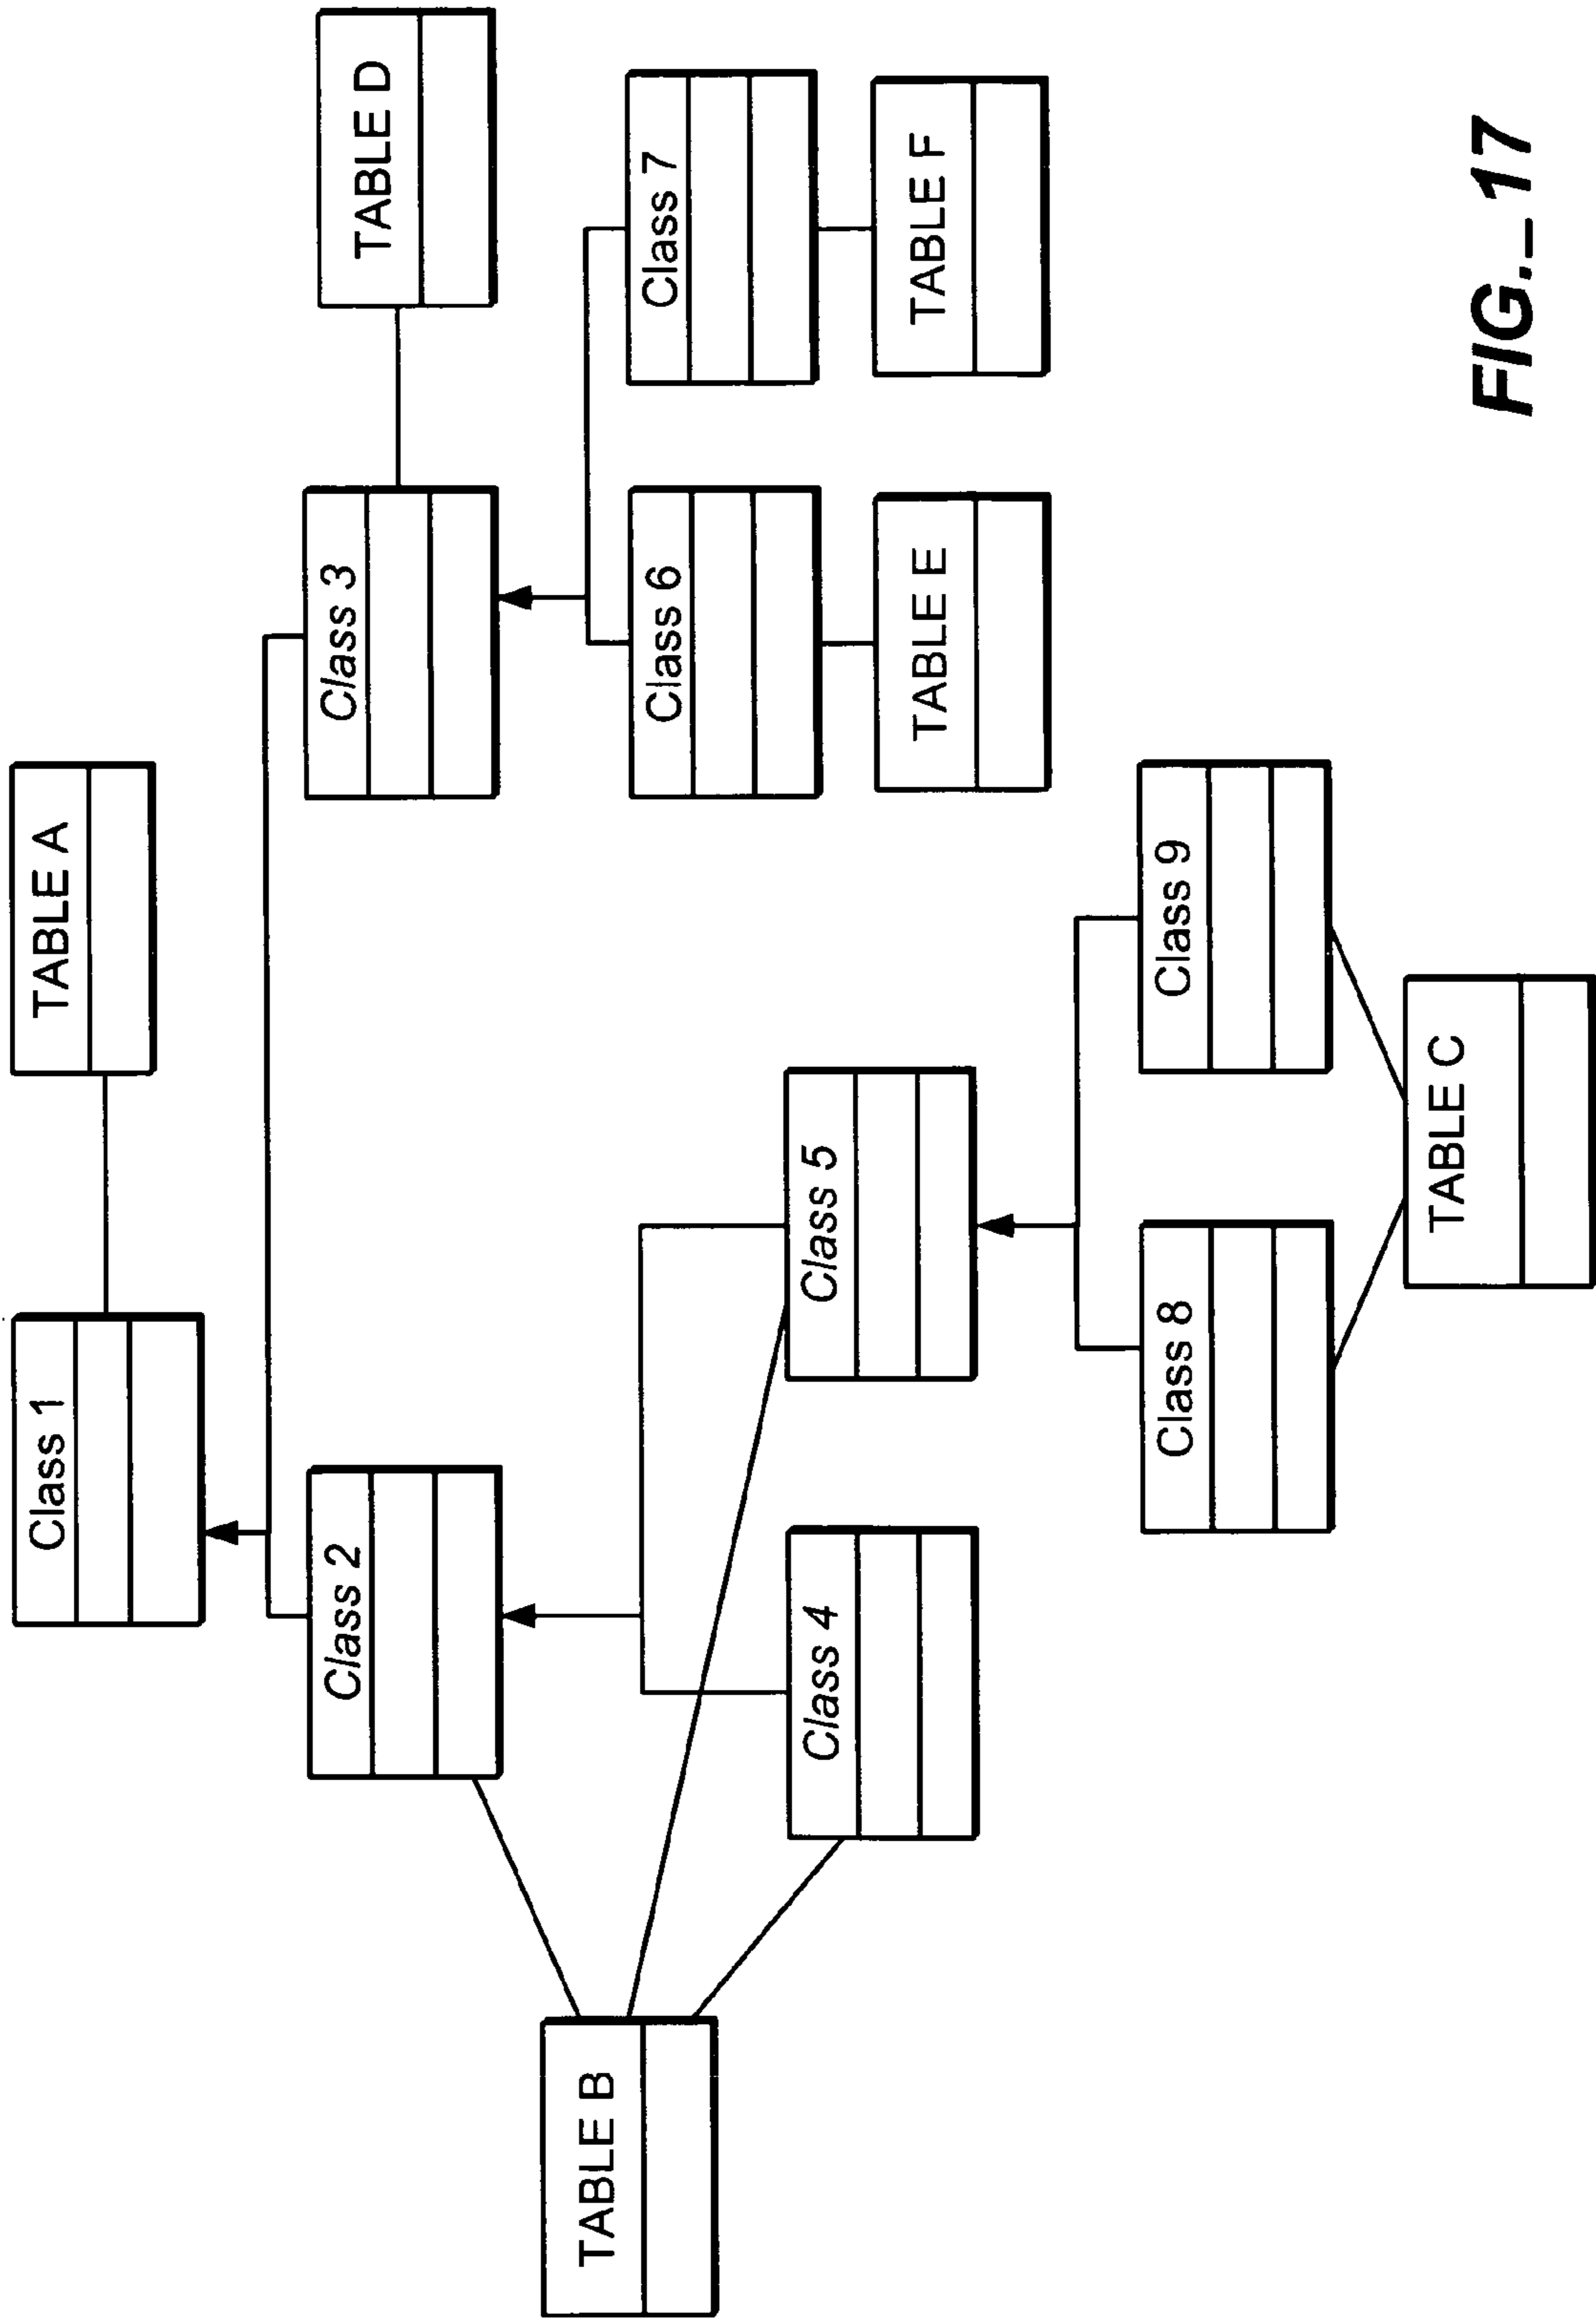 Class 1
TABLE A
Class 2
Class 3
TABLE D
TABLE B
Class 6
Class 7
Class 4
Class 5
TABLE E
TABLE F
Class 8
Class 9
TABLE C
FIG._17